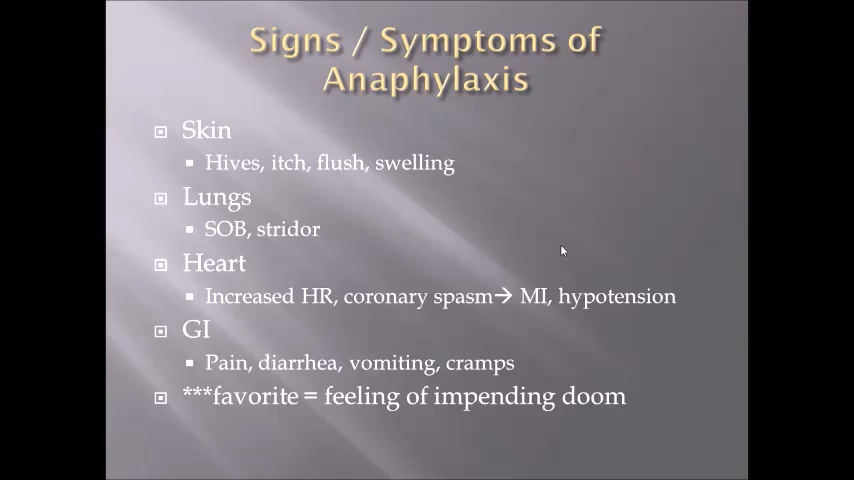 Signs / Symptoms of
Anaphylaxis
Skin
Hives, itch, flush, swelling
Lungs
SOB, stridor
Heart
Increased HR, coronary spasm→ MI, hypotension
GI
Pain, diarrhea, vomiting, cramps
***favorite = feeling of impending doom